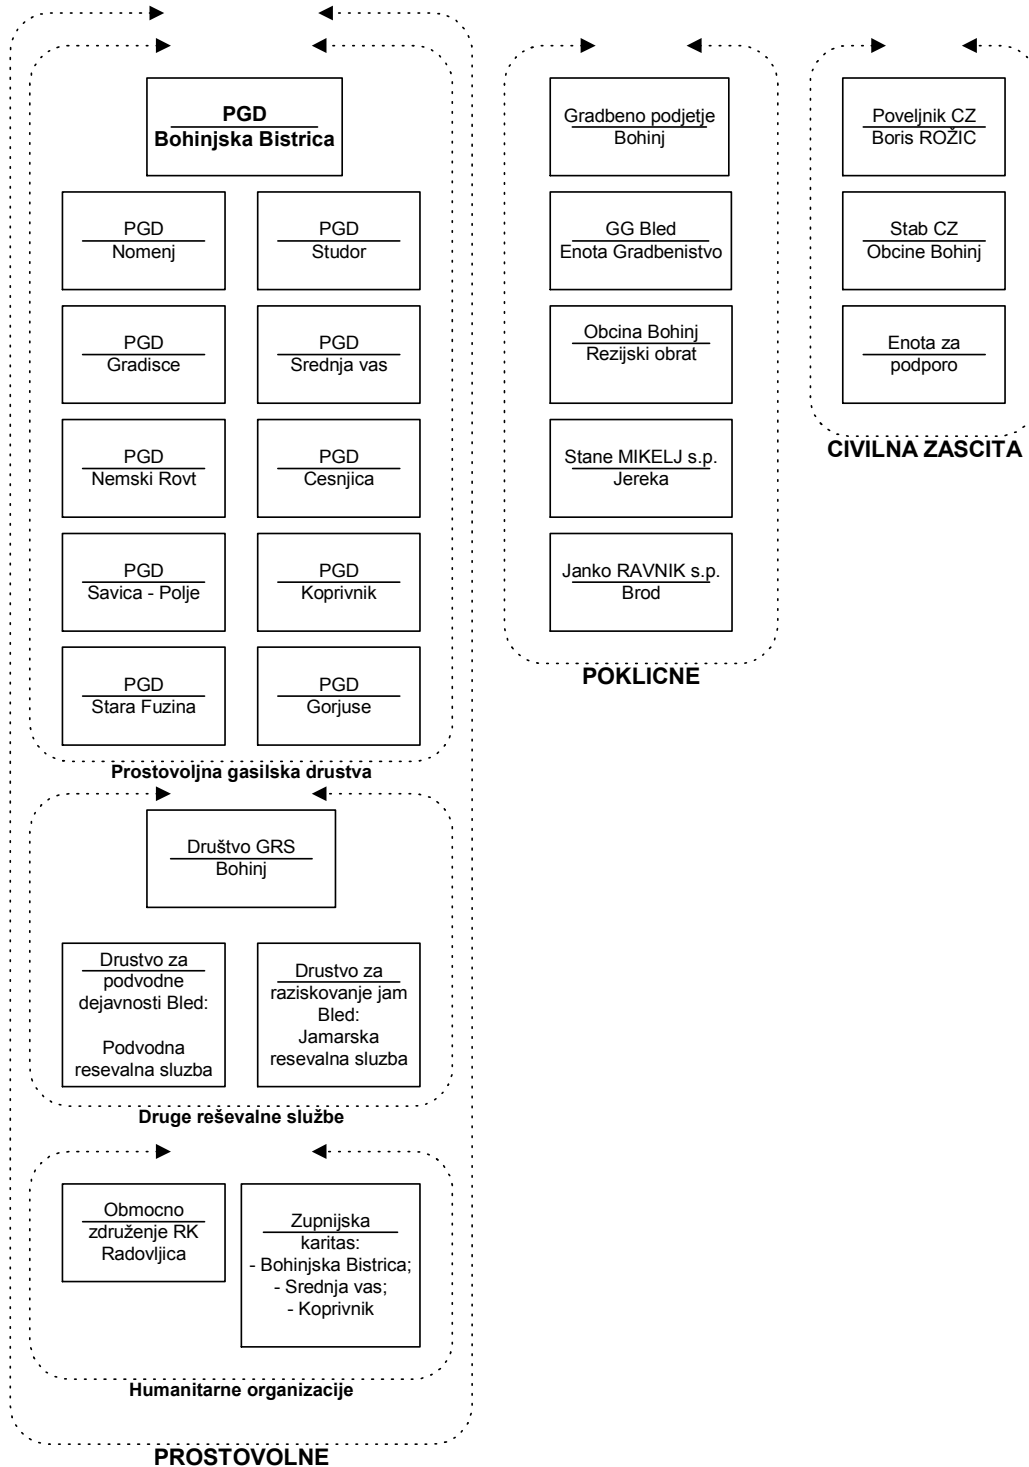 PGD
Bohinjska Bistrica
PGD
Nomenj
PGD
Studor
PGD
Gradisce
PGD
Srednja vas
PGD
Nemski Rovt
PGD
Cesnjica
PGD
Savica - Polje
PGD
Koprivnik
PGD
Stara Fuzina
PGD
Gorjuse
Prostovoljna gasilska drustva
Društvo GRS
Bohinj
Drustvo za
podvodne
dejavnosti Bled:
Podvodna
resevalna sluzba
Drustvo za
raziskovanje jam
Bled:
Jamarska
resevalna sluzba
Druge reševalne službe
Obmocno
združenje RK
Radovljica
Zupnijska
karitas:
- Bohinjska Bistrica;
- Srednja vas;
- Koprivnik
Humanitarne organizacije
PROSTOVOLNE
Gradbeno podjetje
Bohinj
GG Bled
Enota Gradbenistvo
Obcina Bohinj
Rezijski obrat
Stane MIKELJ s.p.
Jereka
Janko RAVNIK s.p.
Brod
POKLICNE
Poveljnik CZ
Boris ROŽIC
Stab CZ
Obcine Bohinj
Enota za
podporo
CIVILNA ZASCITA